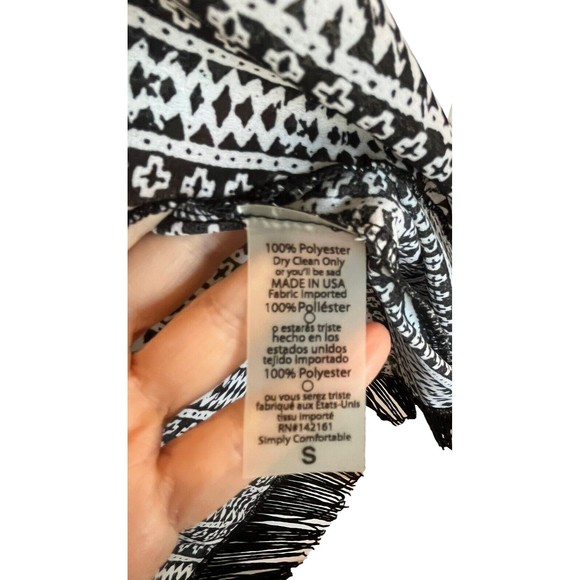 100% Polyester
Dry Clean Only
or you'll be sad
MADE IN USA
Fabric Imported
100% Poliéster
o estarás triste
hecho en los
estados unidos
tejido importado
100% Polyester
ou vous serez triste
fabriqué aux États-Unis
tissu importé
RN#142161
Simply Comfortable
S